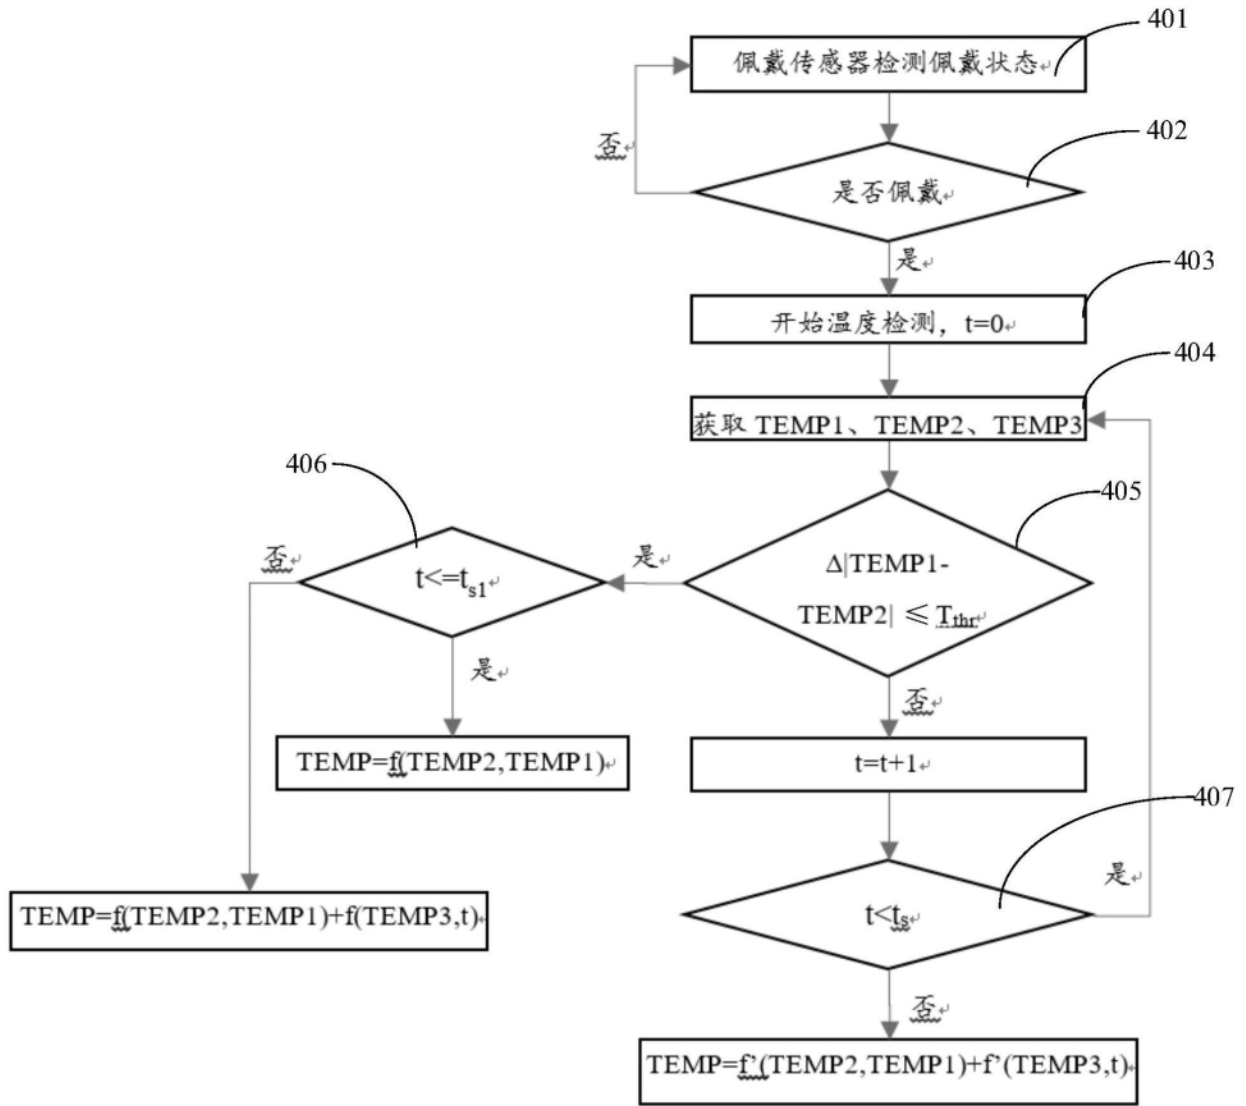 401
佩戴传感器检测佩戴状态
402
否
是否佩戴
是
403
开始温度检测，t=0
404
获取 TEMP1、TEMP2、TEMP3
406
405
否
t<=ts1
是
Δ|TEMP1-
TEMP2| ≤ Tthr
是
否
TEMP=f(TEMP2,TEMP1)
t=t+1
407
是
TEMP=f(TEMP2,TEMP1)+f(TEMP3,t)
t<ts
否
TEMP=f’(TEMP2,TEMP1)+f’(TEMP3,t)